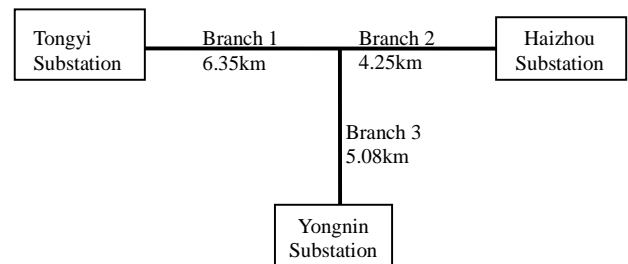 Tongyi
Substation
Branch 1
6.35km
Branch 2
4.25km
Haizhou
Substation
Branch 3
5.08km
Yongnin
Substation